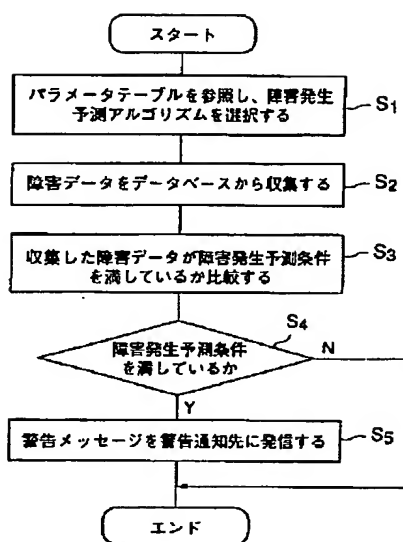 スタート
パラメータテーブルを参照し、障害発生
予測アルゴリズムを選択する
S1
障害データをデータベースから収集する
S2
収集した障害データが障害発生予測条件
を満しているか比較する
S3
S4
障害発生予測条件
を満しているか
N
Y
警告メッセージを警告通知先に発信する
S5
エンド